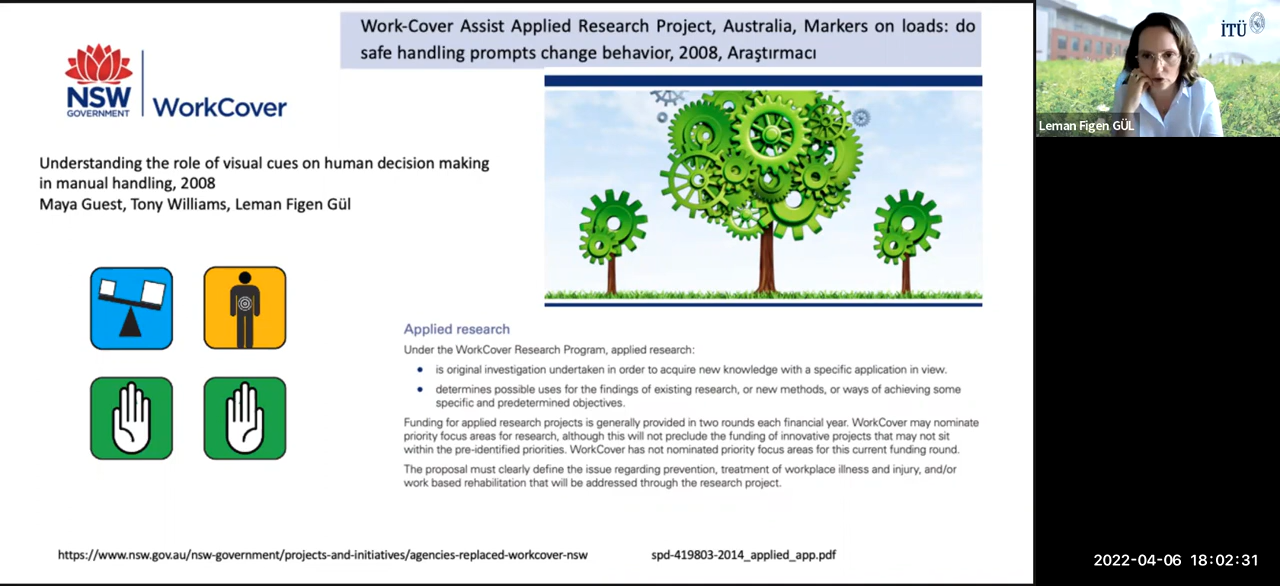 Work-Cover Assist Applied Research Project, Australia, Markers on loads: do
safe handling prompts change behavior, 2008, Araştırmacı
NSW
GOVERNMENT
WorkCover
Understanding the role of visual cues on human decision making
in manual handling, 2008
Maya Guest, Tony Williams, Leman Figen Gül
Applied research
Under the WorkCover Research Program, applied research:
• is original investigation undertaken in order to acquire new knowledge with a specific application in view.
• determines possible uses for the findings of existing research, or new methods, or ways of achieving some
specific and predetermined objectives.
Funding for applied research projects is generally provided in two rounds each financial year. WorkCover may nominate
priority focus areas for research, although this will not preclude the funding of innovative projects that may not sit
within the pre-identified priorities. WorkCover has not nominated priority focus areas for this current funding round.
The proposal must clearly define the issue regarding prevention, treatment of workplace illness and injury, and/or
work based rehabilitation that will be addressed through the research project.
https://www.nsw.gov.au/nsw-government/projects-and-initiatives/agencies-replaced-workcover-nsw
spd-419803-2014_applied_app.pdf
İTÜ
Leman Figen GÜL
2022-04-06 18:02:31